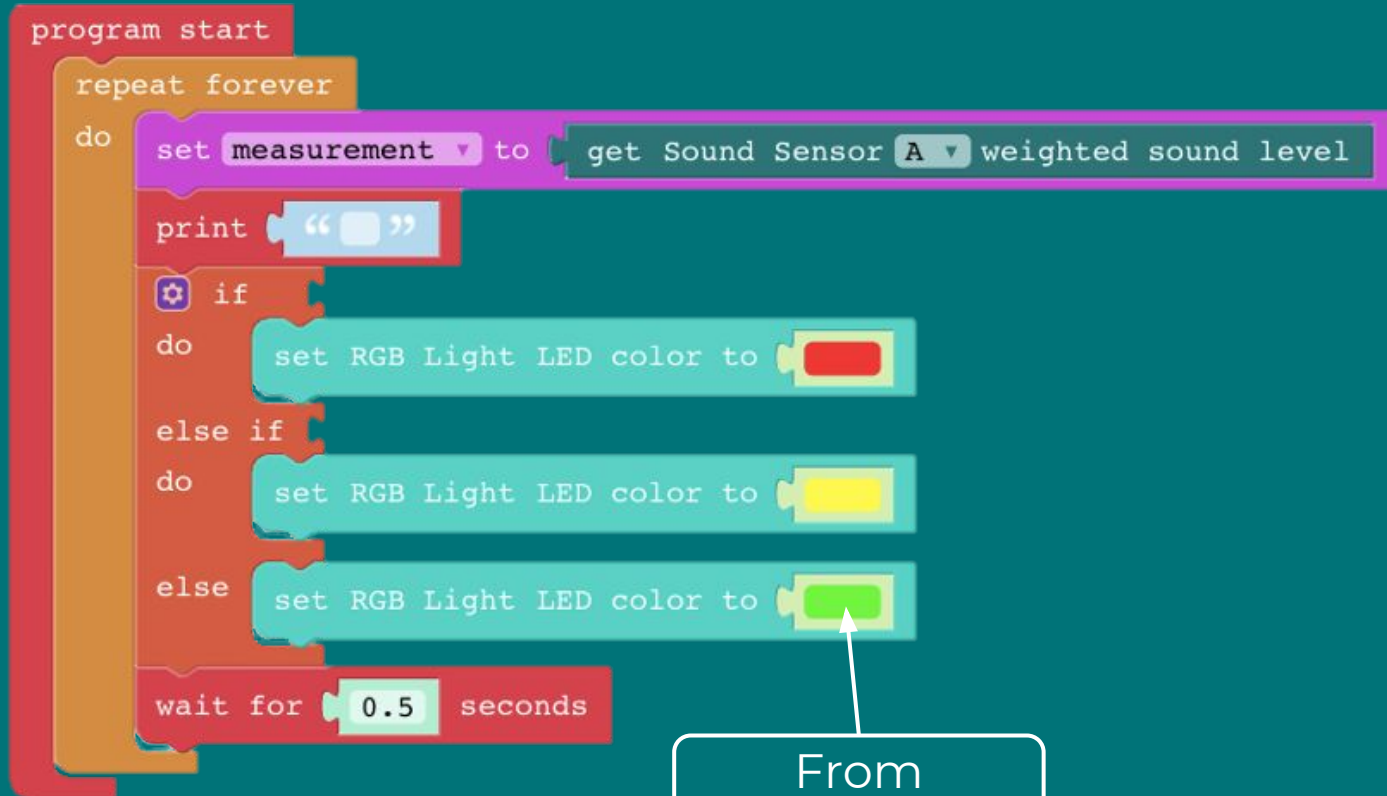 program start
repeat forever
do set measurement ▾ to get Sound Sensor A ▾ weighted sound level
print “ ”
if
do set RGB Light LED color to
else if
do set RGB Light LED color to
else set RGB Light LED color to
wait for 0.5 seconds
From